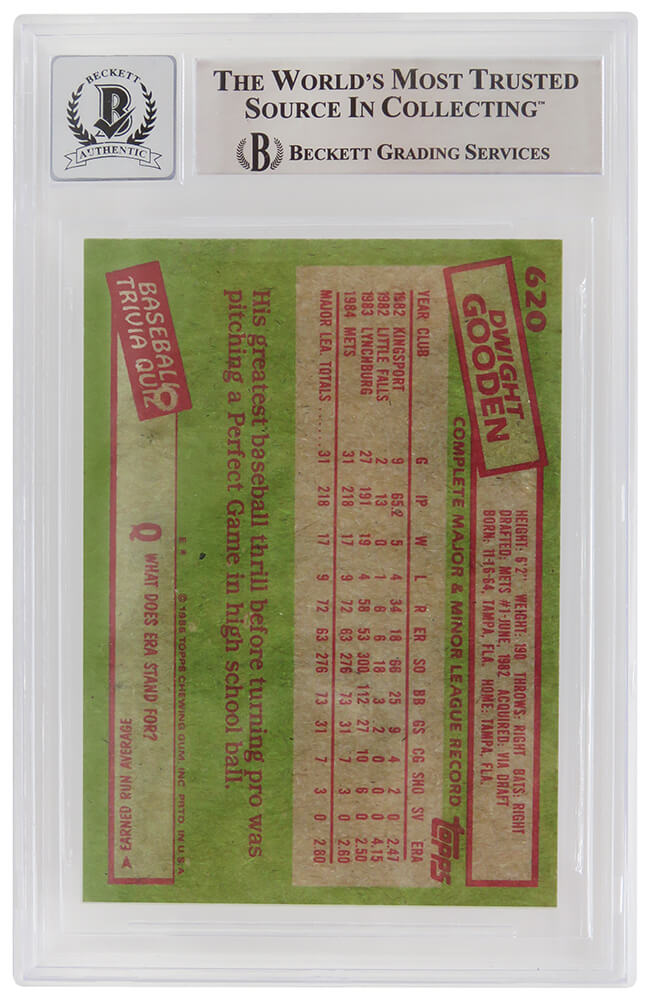 BECKETT
B
AUTHENTIC
THE WORLD'S MOST TRUSTED
SOURCE IN COLLECTING™
B BECKETT GRADING SERVICES
620
DWIGHT
GOODEN
HEIGHT: 6'2" WEIGHT: 190 THROWS: RIGHT BATS: RIGHT
DRAFTED: METS #1-JUNE, 1982 ACQUIRED: VIA DRAFT
BORN: 11-16-64, TAMPA, FLA. HOME: TAMPA, FLA.
COMPLETE MAJOR & MINOR LEAGUE RECORD topps
YEAR CLUB G IP W L R ER SO BB GS CG SHO SV ERA
1982 KINGSPORT 9 65.2 5 4 34 18 66 25 9 4 2 0 2.47
1982 LITTLE FALLS 2 13 0 1 6 6 18 3 2 0 0 0 4.15
1983 LYNCHBURG 27 191 19 4 58 53 300 112 27 10 6 0 2.50
1984 METS 31 218 17 9 72 63 276 73 31 7 3 0 2.60
MAJOR LEA. TOTALS ..... 31 218 17 9 72 63 276 73 31 7 3 0 2.60
His greatest baseball thrill before turning pro was
pitching a Perfect Game in high school ball.
E * © 1985 TOPPS CHEWING GUM, INC. PRTD. IN U.S.A.
BASEBALL
TRIVIA QUIZ
Q WHAT DOES ERA STAND FOR?
EARNED RUN AVERAGE A